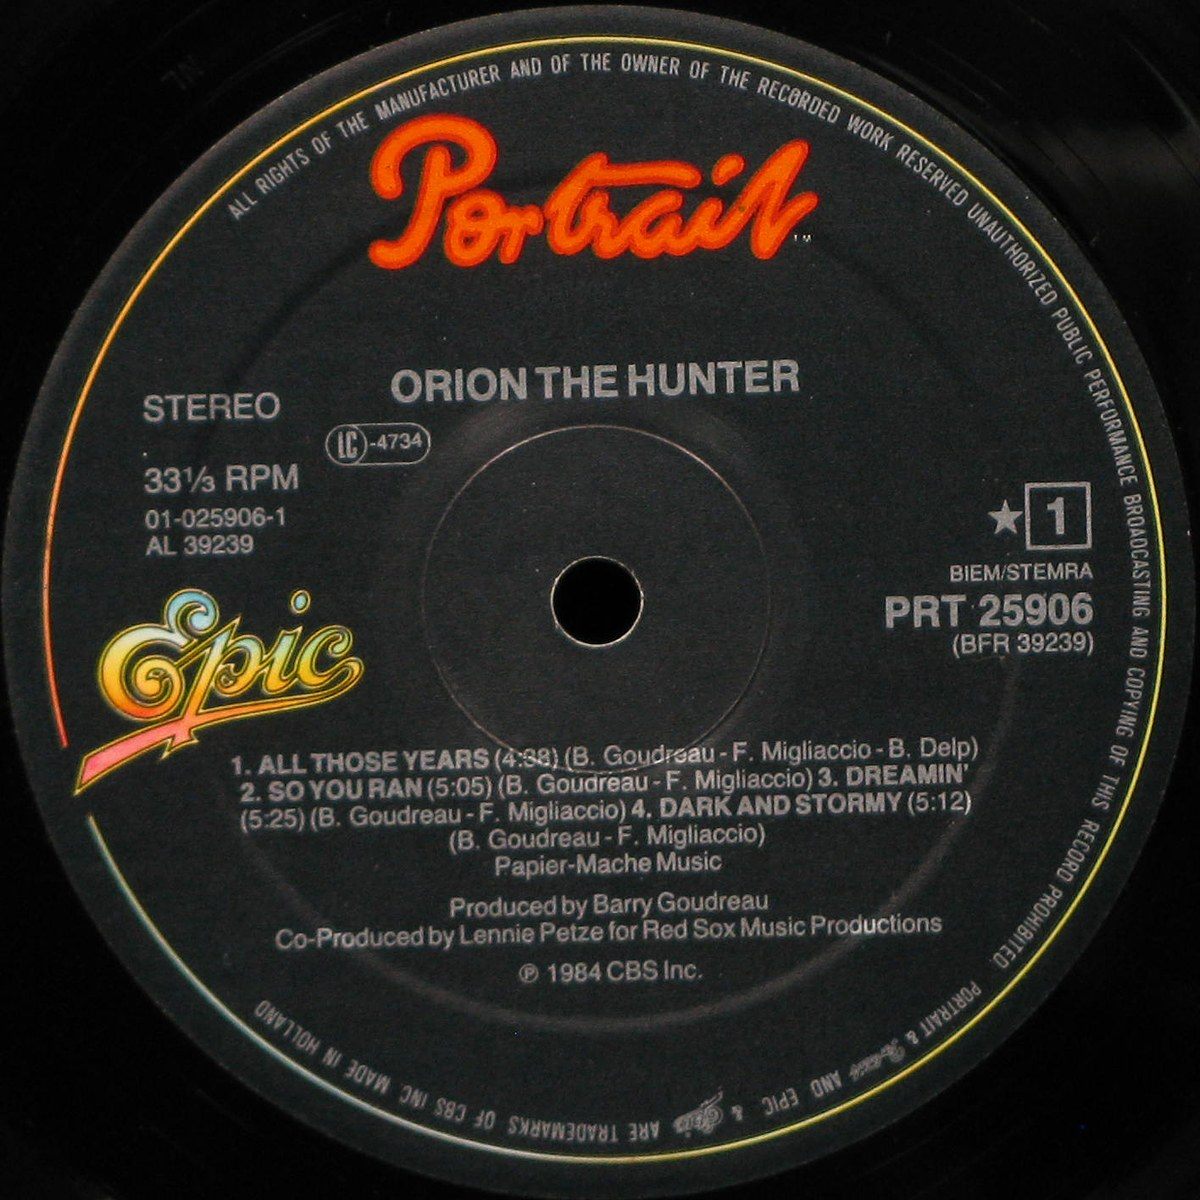 ALL RIGHTS OF THE MANUFACTURER AND OF THE OWNER OF THE RECORDED WORK RESERVED UNAUTHORIZED PUBLIC PERFORMANCE BROADCASTING AND COPYING OF THIS RECORD PROHIBITED
Portrait™
ORION THE HUNTER
STEREO
LC-4734
33⅓ RPM
01-025906-1
AL 39239
★ 1
BIEM/STEMRA
PRT 25906
(BFR 39239)
Epic
1. ALL THOSE YEARS (4:38) (B. Goudreau - F. Migliaccio - B. Delp)
2. SO YOU RAN (5:05) (B. Goudreau - F. Migliaccio) 3. DREAMIN'
(5:25) (B. Goudreau - F. Migliaccio) 4. DARK AND STORMY (5:12)
(B. Goudreau - F. Migliaccio)
Papier-Mache Music
Produced by Barry Goudreau
Co-Produced by Lennie Petze for Red Sox Music Productions
℗ 1984 CBS Inc.
PORTRAIT & Portrait AND EPIC & Epic ARE TRADEMARKS OF CBS INC. MADE IN HOLLAND